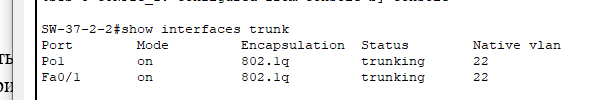 SW-37-2-2#show interfaces trunk
Port Mode Encapsulation Status Native vlan
Po1 on 802.1q trunking 22
Fa0/1 on 802.1q trunking 22